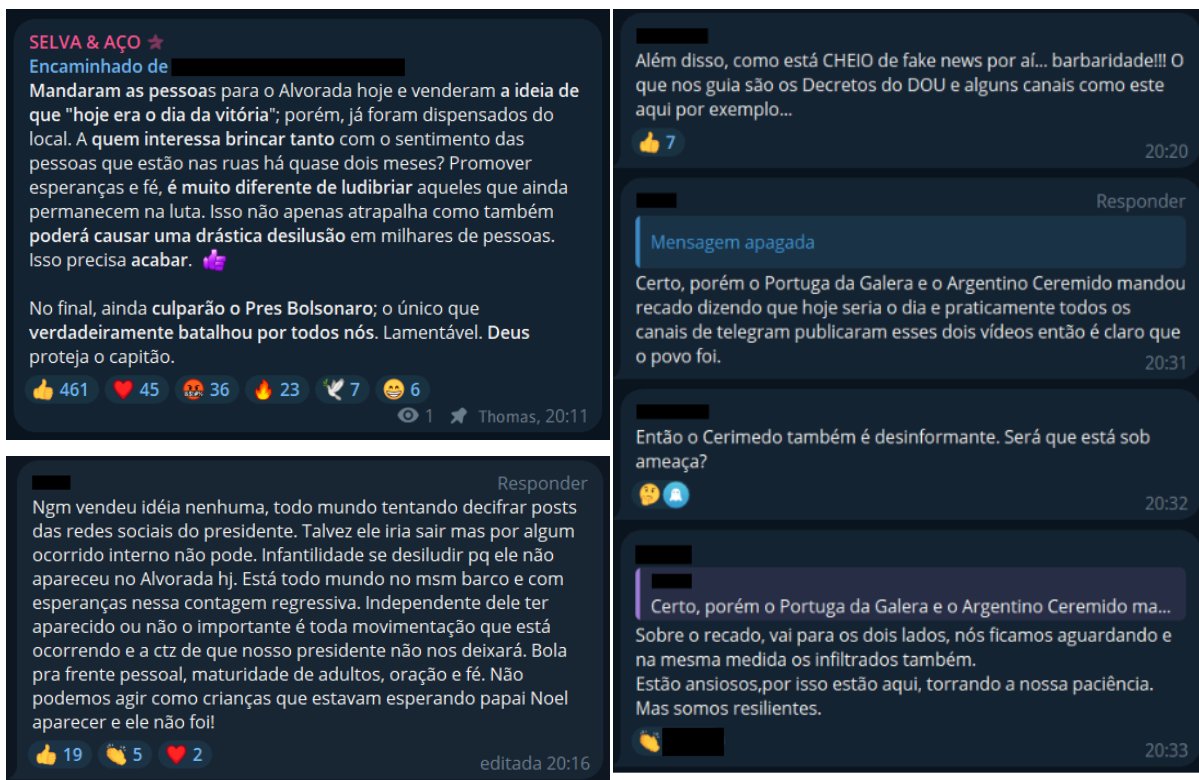 SELVA & AÇO
Encaminhado de
Mandaram as pessoas para o Alvorada hoje e venderam a ideia de
que "hoje era o dia da vitória"; porém, já foram dispensados do
local. A quem interessa brincar tanto com o sentimento das
pessoas que estão nas ruas há quase dois meses? Promover
esperanças e fé, é muito diferente de ludibriar aqueles que ainda
permanecem na luta. Isso não apenas atrapalha como também
poderá causar uma drástica desilusão em milhares de pessoas.
Isso precisa acabar.
No final, ainda culparão o Pres Bolsonaro; o único que
verdadeiramente batalhou por todos nós. Lamentável. Deus
proteja o capitão.
461 45 36 23 7 6
1 Thomas, 20:11
Responder
Ngm vendeu idéia nenhuma, todo mundo tentando decifrar posts
das redes sociais do presidente. Talvez ele iria sair mas por algum
ocorrido interno não pode. Infantilidade se desiludir pq ele não
apareceu no Alvorada hj. Está todo mundo no msm barco e com
esperanças nessa contagem regressiva. Independente dele ter
aparecido ou não o importante é toda movimentação que está
ocorrendo e a ctz de que nosso presidente não nos deixará. Bola
pra frente pessoal, maturidade de adultos, oração e fé. Não
podemos agir como crianças que estavam esperando papai Noel
aparecer e ele não foi!
19 5 2
editada 20:16
Além disso, como está CHEIO de fake news por aí... barbaridade!!! O
que nos guia são os Decretos do DOU e alguns canais como este
aqui por exemplo...
7
20:20
Responder
Mensagem apagada
Certo, porém o Portuga da Galera e o Argentino Ceremido mandou
recado dizendo que hoje seria o dia e praticamente todos os
canais de telegram publicaram esses dois vídeos então é claro que
o povo foi.
20:31
Então o Cerimedo também é desinformante. Será que está sob
ameaça?
20:32
Certo, porém o Portuga da Galera e o Argentino Ceremido ma...
Sobre o recado, vai para os dois lados, nós ficamos aguardando e
na mesma medida os infiltrados também.
Estão ansiosos,por isso estão aqui, torrando a nossa paciência.
Mas somos resilientes.
20:33